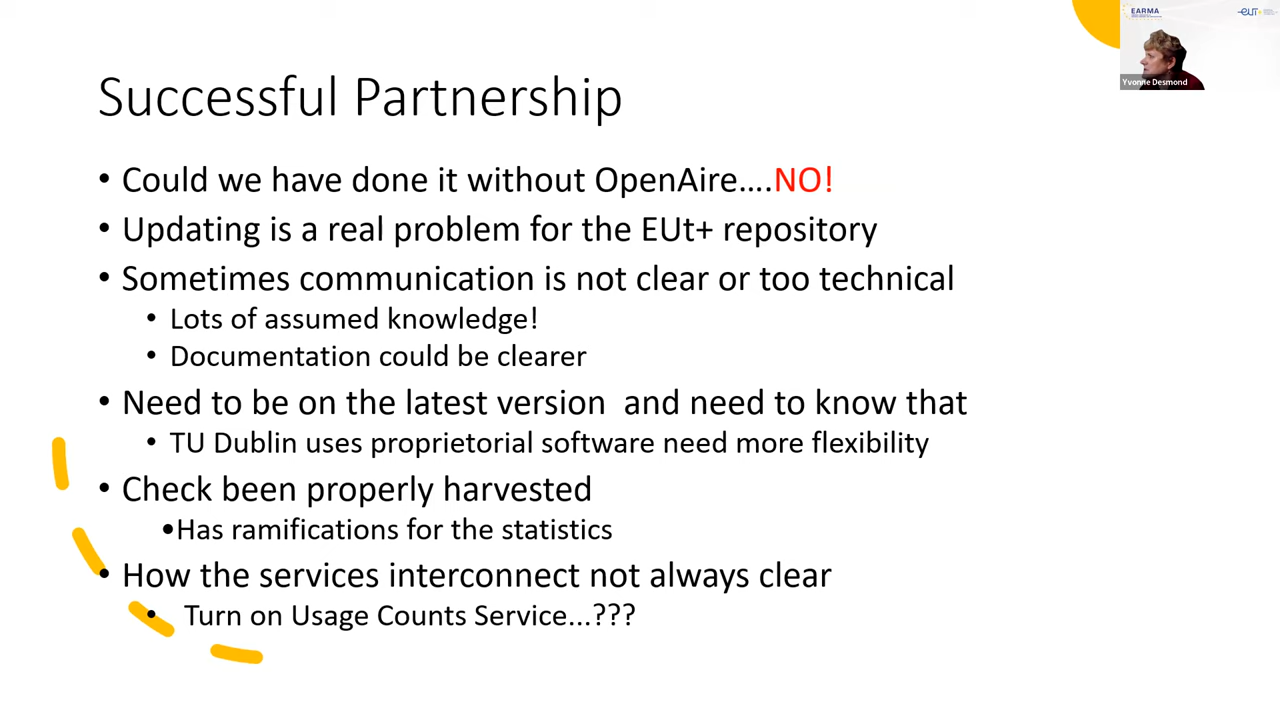 EARMA
eut
Yvonne Desmond
Successful Partnership
• Could we have done it without OpenAire....NO!
• Updating is a real problem for the EUt+ repository
• Sometimes communication is not clear or too technical
• Lots of assumed knowledge!
• Documentation could be clearer
• Need to be on the latest version  and need to know that
• TU Dublin uses proprietorial software need more flexibility
• Check been properly harvested
•Has ramifications for the statistics
• How the services interconnect not always clear
• Turn on Usage Counts Service...???